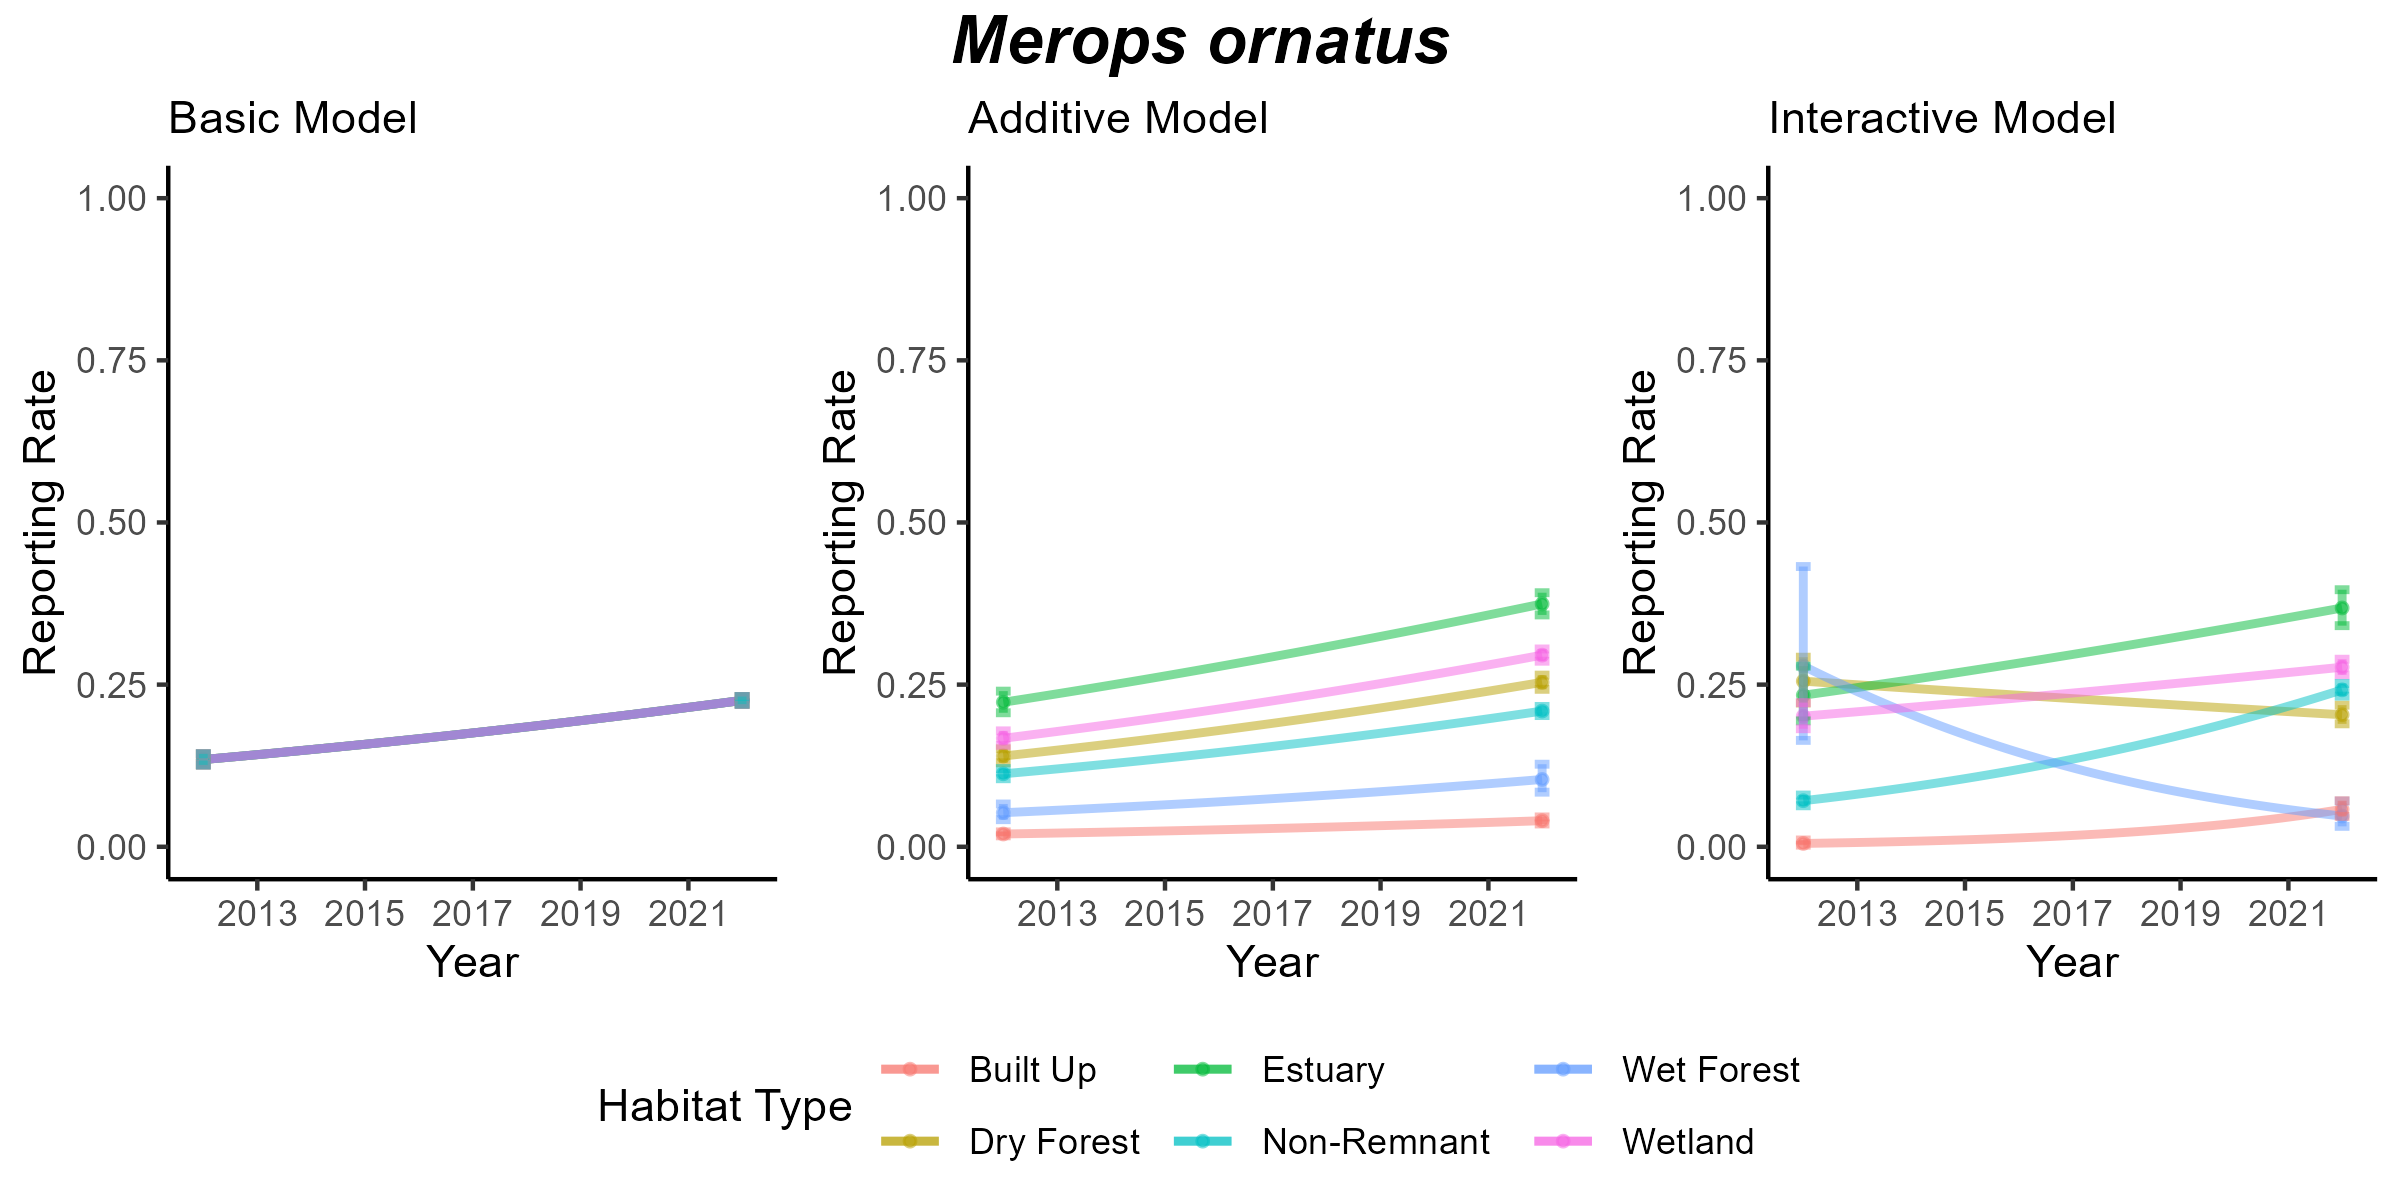 Merops ornatus
Basic Model
Additive Model
Interactive Model
Reporting Rate
1.00
0.75
0.50
0.25
0.00
2013 2015 2017 2019 2021
Year
Reporting Rate
1.00
0.75
0.50
0.25
0.00
2013 2015 2017 2019 2021
Year
Reporting Rate
1.00
0.75
0.50
0.25
0.00
2013 2015 2017 2019 2021
Year
Habitat Type
Built Up
Estuary
Wet Forest
Dry Forest
Non-Remnant
Wetland